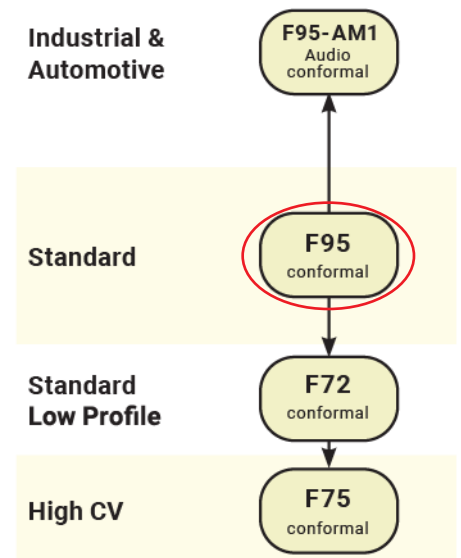 Industrial &
Automotive
F95-AM1
Audio
conformal
Standard
F95
conformal
Standard
Low Profile
F72
conformal
High CV
F75
conformal